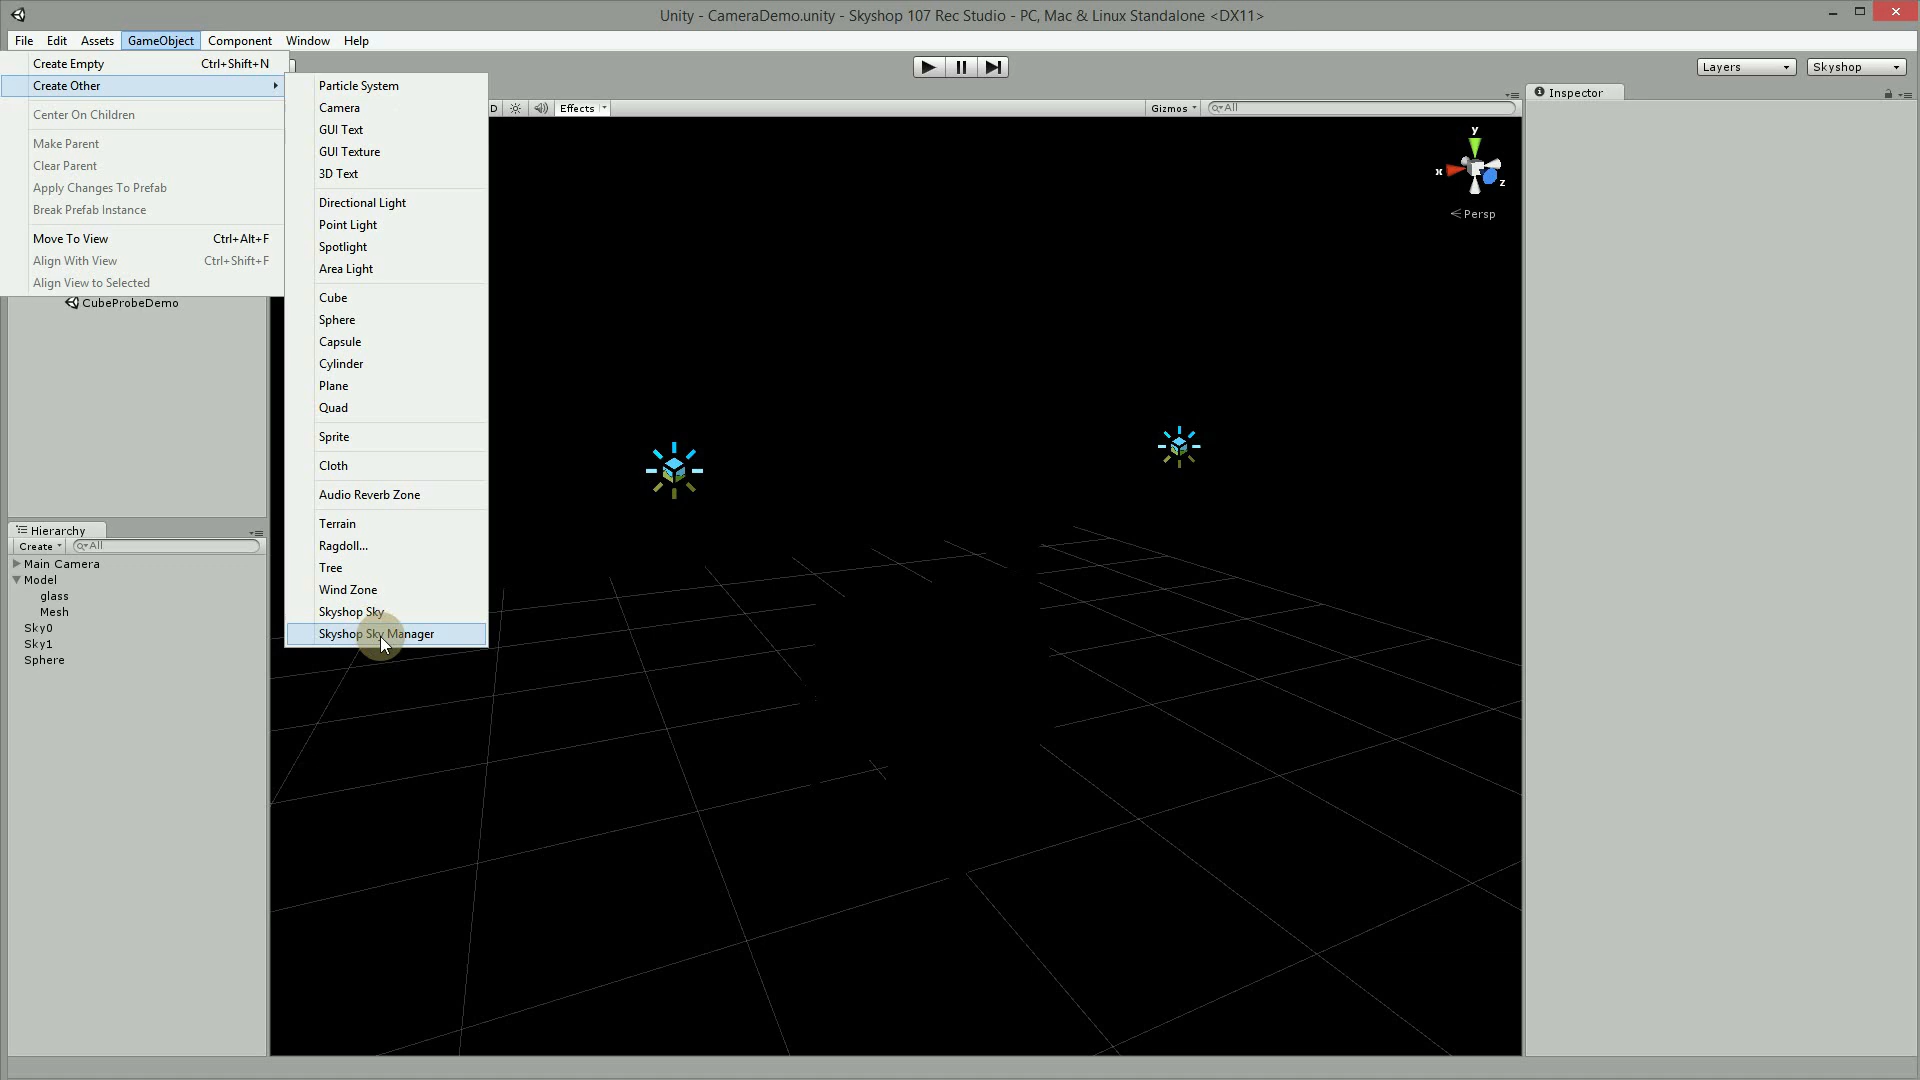 Unity - CameraDemo.unity - Skyshop 107 Rec Studio - PC, Mac & Linux Standalone <DX11>
File Edit Assets GameObject Component Window Help
Create Empty Ctrl+Shift+N
Create Other
Center On Children
Make Parent
Clear Parent
Apply Changes To Prefab
Break Prefab Instance
Move To View Ctrl+Alt+F
Align With View Ctrl+Shift+F
Align View to Selected
CubeProbeDemo
Particle System
Camera
GUI Text
GUI Texture
3D Text
Directional Light
Point Light
Spotlight
Area Light
Cube
Sphere
Capsule
Cylinder
Plane
Quad
Sprite
Cloth
Audio Reverb Zone
Terrain
Ragdoll...
Tree
Wind Zone
Skyshop Sky
Skyshop Sky Manager
Layers Skyshop
D Effects Gizmos All
Inspector
y
x
z
Persp
Hierarchy
Create All
Main Camera
Model
glass
Mesh
Sky0
Sky1
Sphere